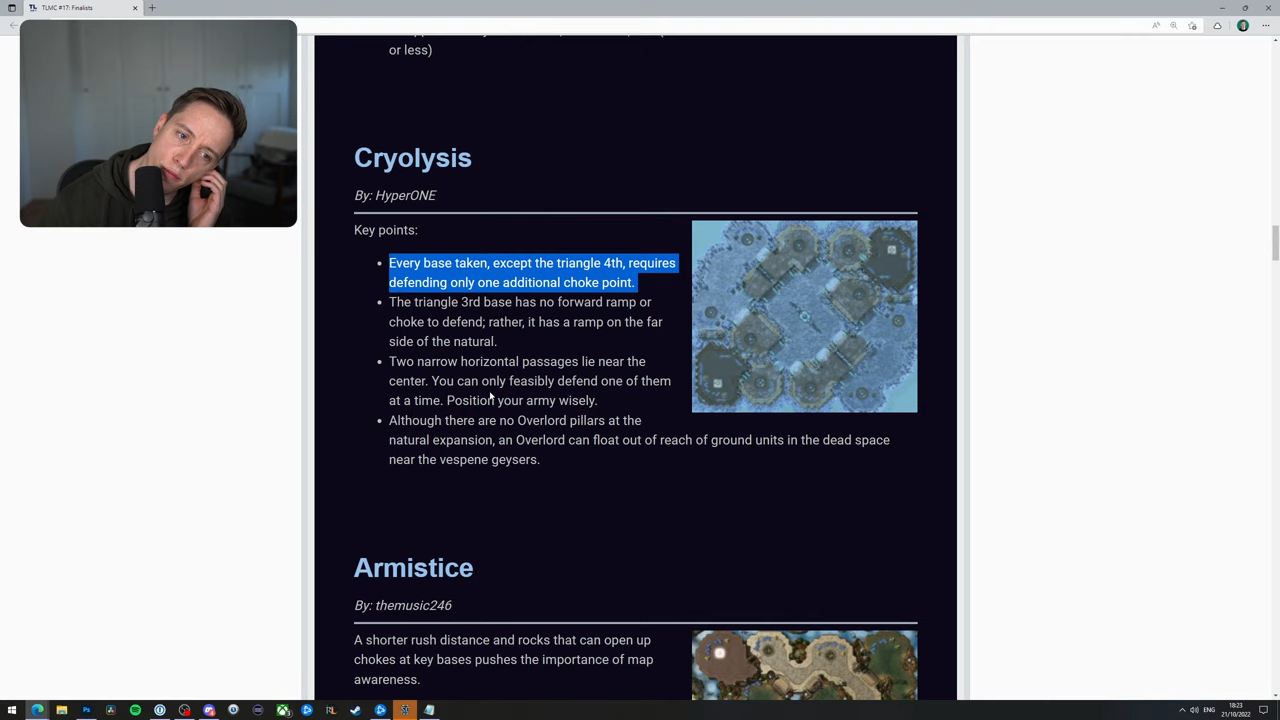 TLMC #17: Finalists
or less)
Cryolysis
By: HyperONE
Key points:
Every base taken, except the triangle 4th, requires
defending only one additional choke point.
The triangle 3rd base has no forward ramp or
choke to defend; rather, it has a ramp on the far
side of the natural.
Two narrow horizontal passages lie near the
center. You can only feasibly defend one of them
at a time. Position your army wisely.
Although there are no Overlord pillars at the
natural expansion, an Overlord can float out of reach of ground units in the dead space
near the vespene geysers.
Armistice
By: themusic246
A shorter rush distance and rocks that can open up
chokes at key bases pushes the importance of map
awareness.
ENG
18:23
21/10/2022